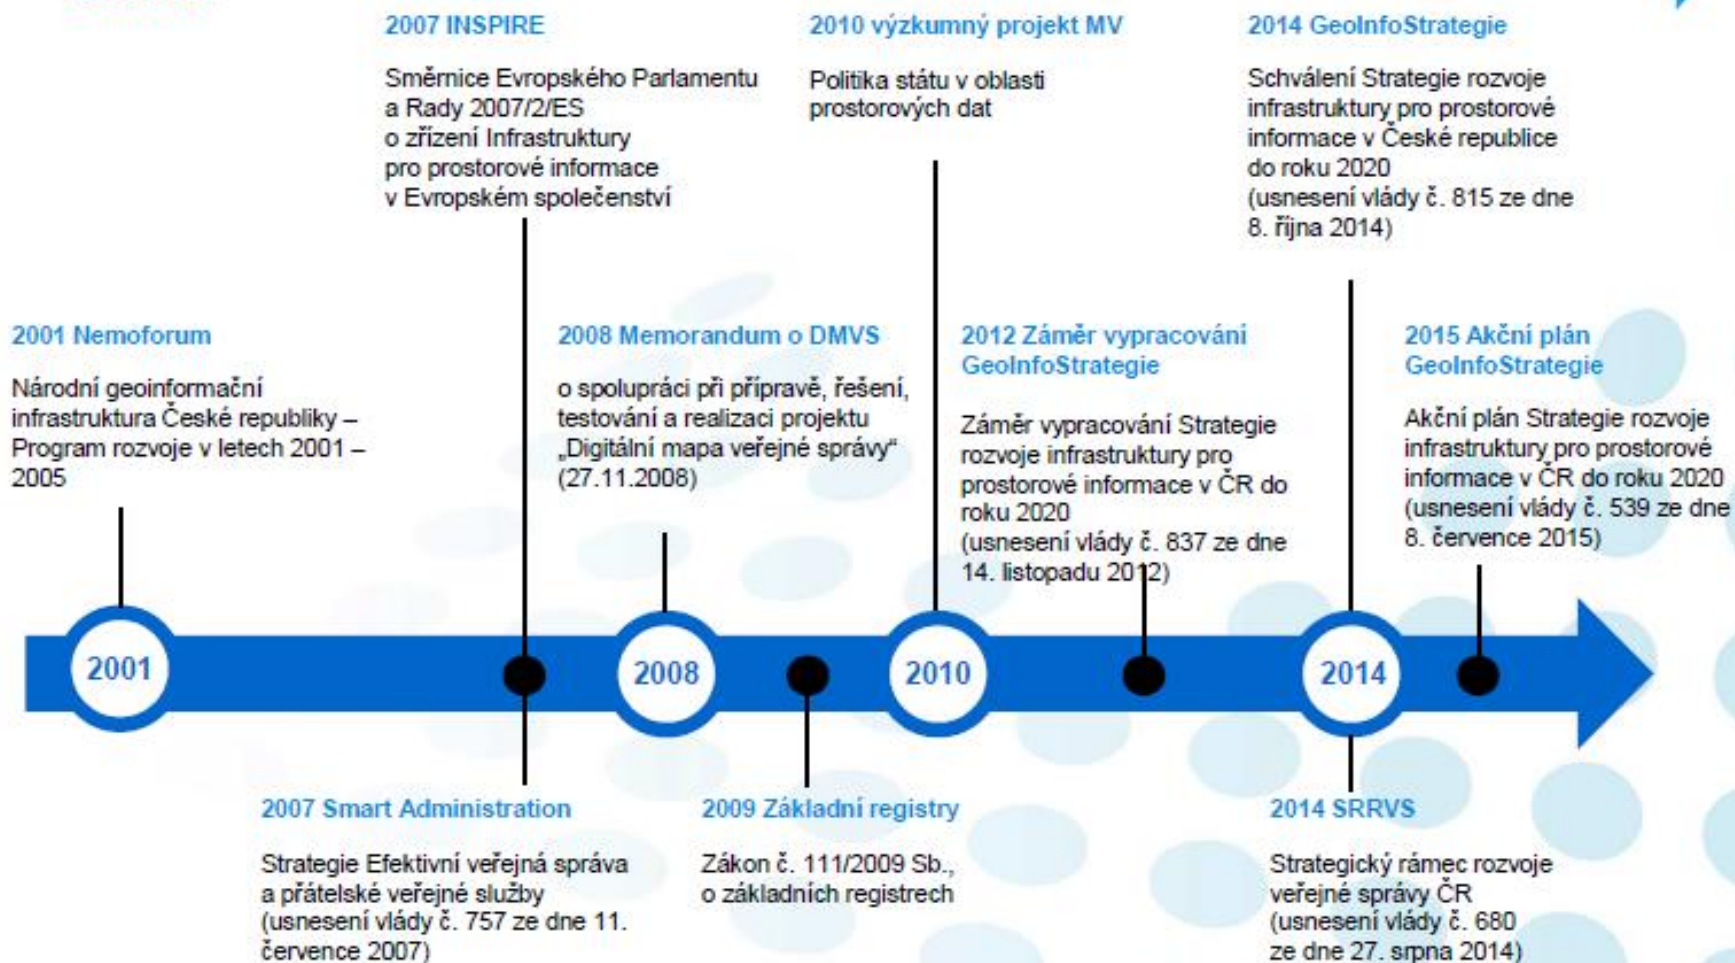 2007 INSPIRE
Směrnice Evropského Parlamentu
a Rady 2007/2/ES
o zřízení Infrastruktury
pro prostorové informace
v Evropském společenství
2010 výzkumný projekt MV
Politika státu v oblasti
prostorových dat
2014 GeoInfoStrategie
Schválení Strategie rozvoje
infrastruktury pro prostorové
informace v České republice
do roku 2020
(usnesení vlády č. 815 ze dne
8. října 2014)
2001 Nemoforum
Národní geoinformační
infrastruktura České republiky –
Program rozvoje v letech 2001 –
2005
2008 Memorandum o DMVS
o spolupráci při přípravě, řešení,
testování a realizaci projektu
„Digitální mapa veřejné správy“
(27.11.2008)
2012 Záměr vypracování
GeoInfoStrategie
Záměr vypracování Strategie
rozvoje infrastruktury pro
prostorové informace v ČR do
roku 2020
(usnesení vlády č. 837 ze dne
14. listopadu 2012)
2015 Akční plán
GeoInfoStrategie
Akční plán Strategie rozvoje
infrastruktury pro prostorové
informace v ČR do roku 2020
(usnesení vlády č. 539 ze dne
8. července 2015)
2001
2008
2010
2014
2007 Smart Administration
Strategie Efektivní veřejná správa
a přátelské veřejné služby
(usnesení vlády č. 757 ze dne 11.
července 2007)
2009 Základní registry
Zákon č. 111/2009 Sb.,
o základních registrech
2014 SRRVS
Strategický rámec rozvoje
veřejné správy ČR
(usnesení vlády č. 680
ze dne 27. srpna 2014)